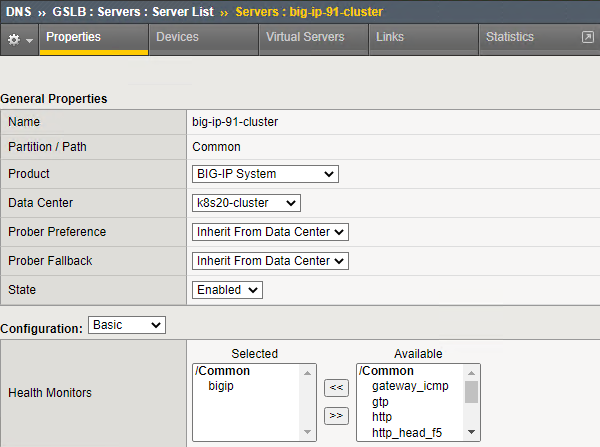 DNS ›› GSLB : Servers : Server List ›› Servers : big-ip-91-cluster
Properties Devices Virtual Servers Links Statistics
General Properties
Name big-ip-91-cluster
Partition / Path Common
Product BIG-IP System
Data Center k8s20-cluster
Prober Preference Inherit From Data Center
Prober Fallback Inherit From Data Center
State Enabled
Configuration: Basic
Selected Available
/Common /Common
bigip gateway_icmp
<< gtp
Health Monitors http
>> http_head_f5